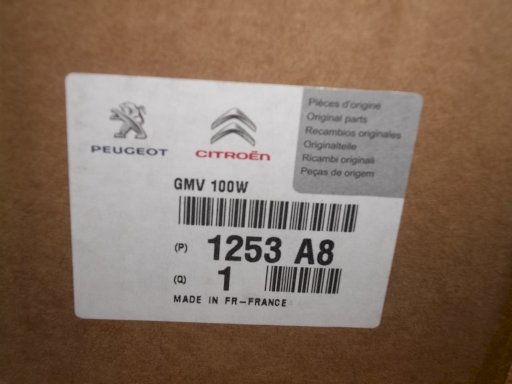 PEUGEOT
CITROËN
Pièces d'origine
Original parts
Recambios originales
Originalteile
Ricambi originali
Peças de origem
GMV 100W
(P) 1253 A8
(Q) 1
MADE IN FR-FRANCE